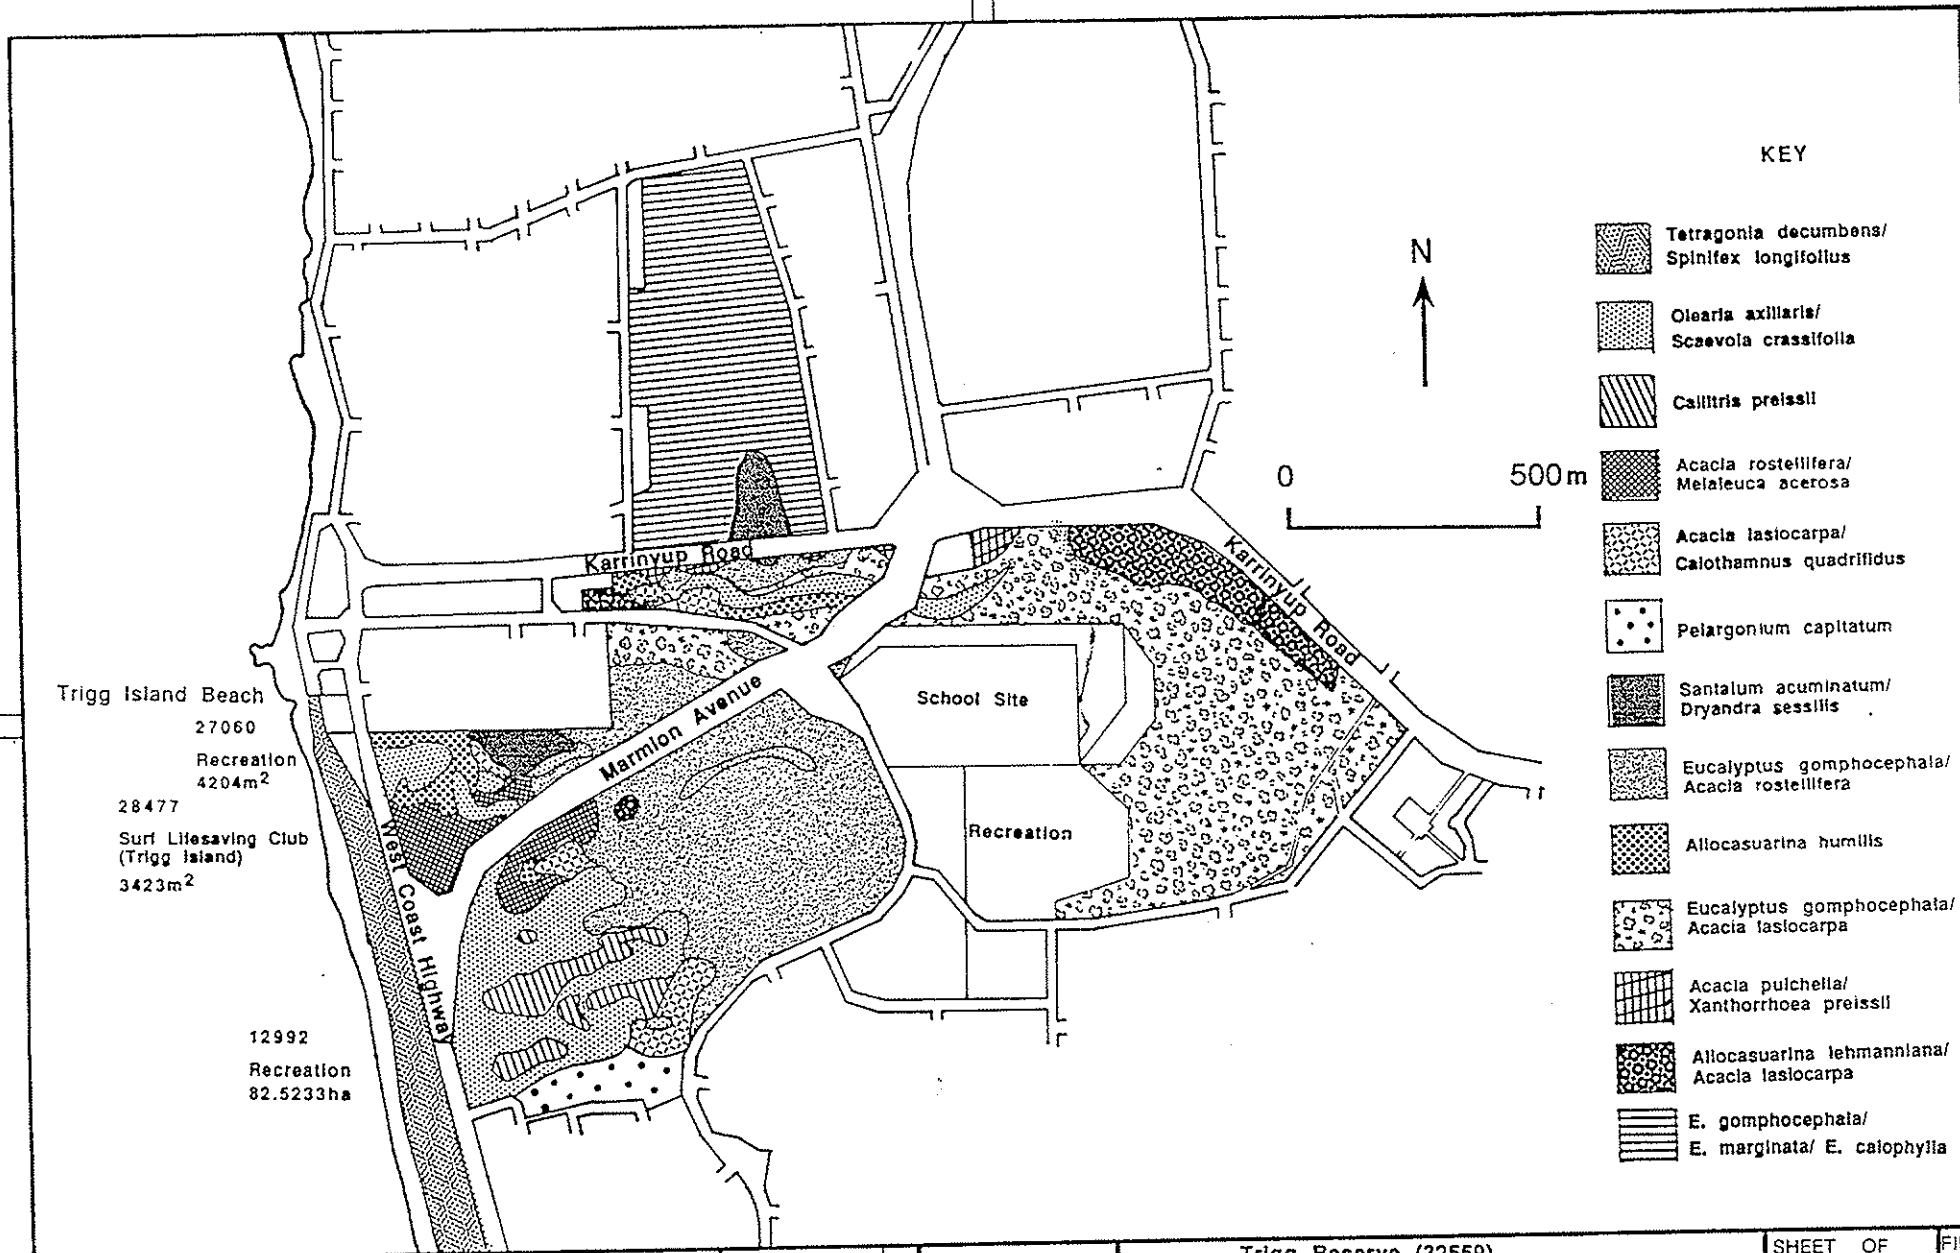 KEY
Tetragonia decumbens/
Spinifex longifolius
Olearia axillaris/
Scaevola crassifolia
Callitris preissii
Acacia rostellifera/
Melaleuca acerosa
Acacia lasiocarpa/
Calothamnus quadrifidus
Pelargonium capitatum
Santalum acuminatum/
Dryandra sessilis
Eucalyptus gomphocephala/
Acacia rostellifera
Allocasuarina humilis
Eucalyptus gomphocephala/
Acacia lasiocarpa
Acacia pulchella/
Xanthorrhoea preissii
Allocasuarina lehmanniana/
Acacia lasiocarpa
E. gomphocephala/
E. marginata/ E. calophylla
N
0 500m
Karrinyup Road
Karrinyup Road
School Site
Marmion Avenue
Recreation
West Coast Highway
Trigg Island Beach
27060
Recreation
4204m²
28477
Surf Lifesaving Club
(Trigg Island)
3423m²
12992
Recreation
82.5233ha
SHEET OF